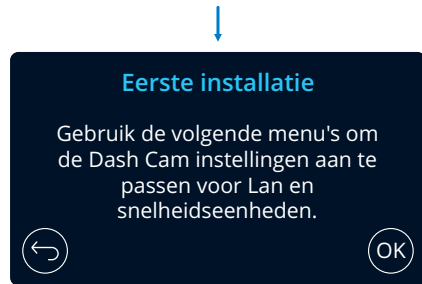 Eerste installatie
Gebruik de volgende menu's om
de Dash Cam instellingen aan te
passen voor Lan en
snelheidseenheden.
OK